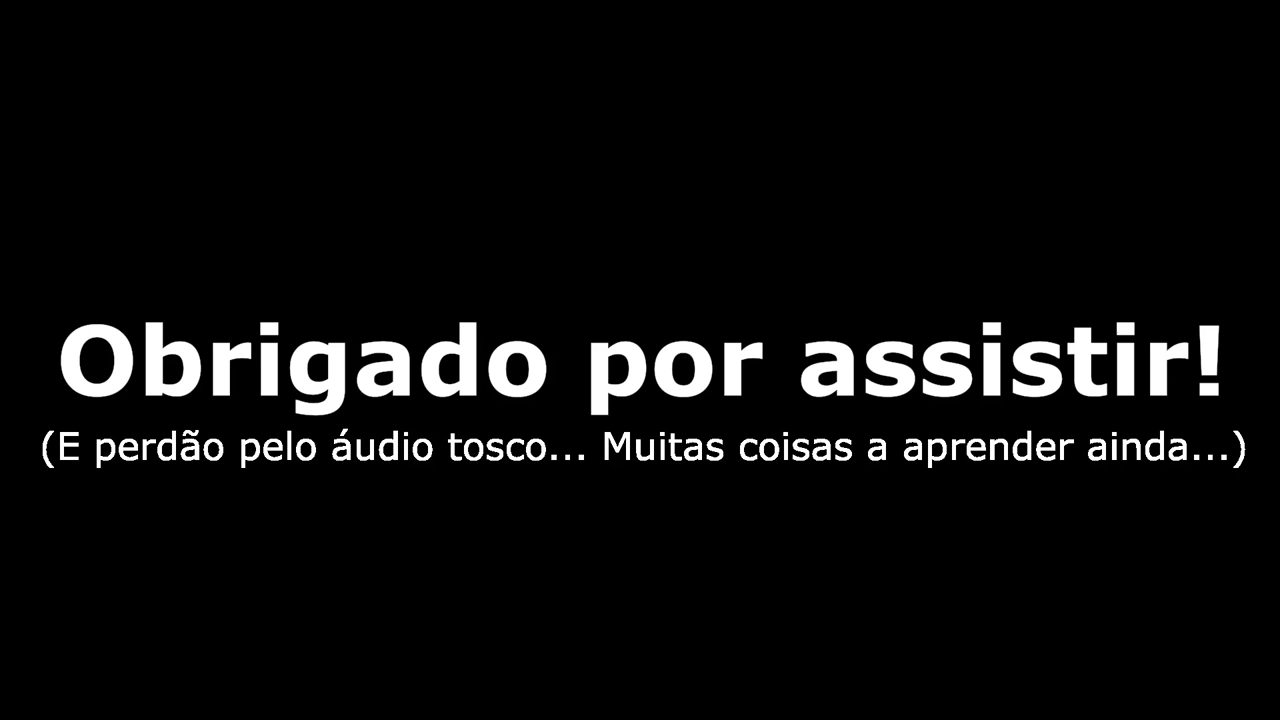 Obrigado por assistir!
(E perdão pelo áudio tosco... Muitas coisas a aprender ainda...)